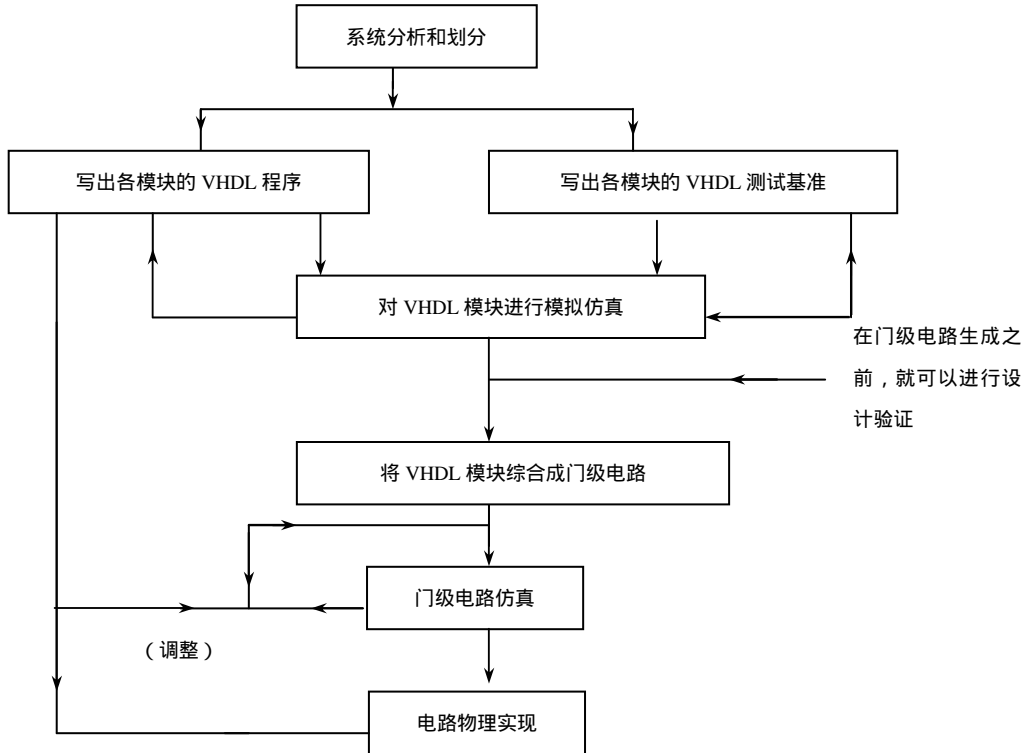 系统分析和划分
写出各模块的 VHDL 程序
写出各模块的 VHDL 测试基准
对 VHDL 模块进行模拟仿真
在门级电路生成之
前，就可以进行设
计验证
将 VHDL 模块综合成门级电路
门级电路仿真
（调整）
电路物理实现